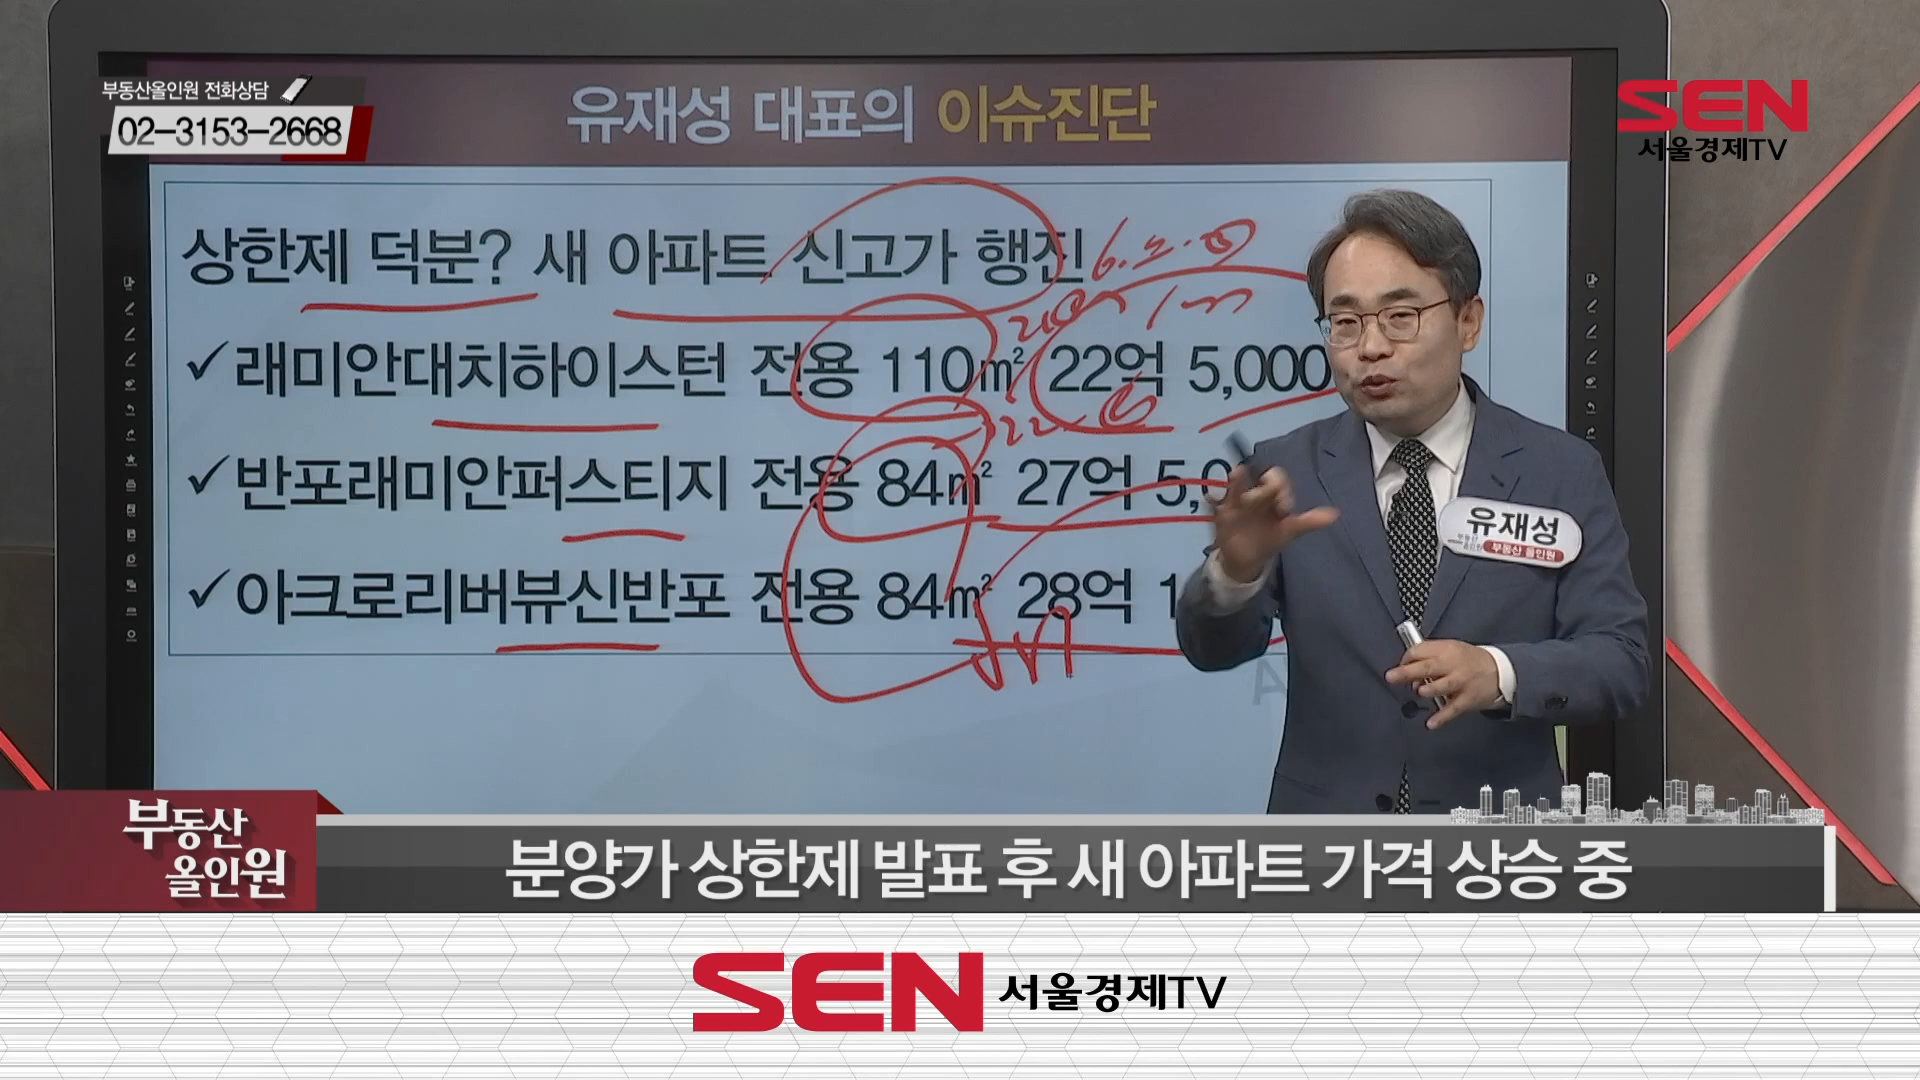 부동산올인원 전화상담
02-3153-2668
유재성 대표의 이슈진단
SEN
서울경제TV
상한제 덕분? 새 아파트 신고가 행진
✓래미안대치하이스턴 전용 110㎡ 22억 5,000
✓반포래미안퍼스티지 전용 84㎡ 27억
✓아크로리버뷰신반포 전용 84㎡ 28억
유재성
부동산 올인원
부동산
올인원
분양가 상한제 발표 후 새 아파트 가격 상승 중
SEN 서울경제TV